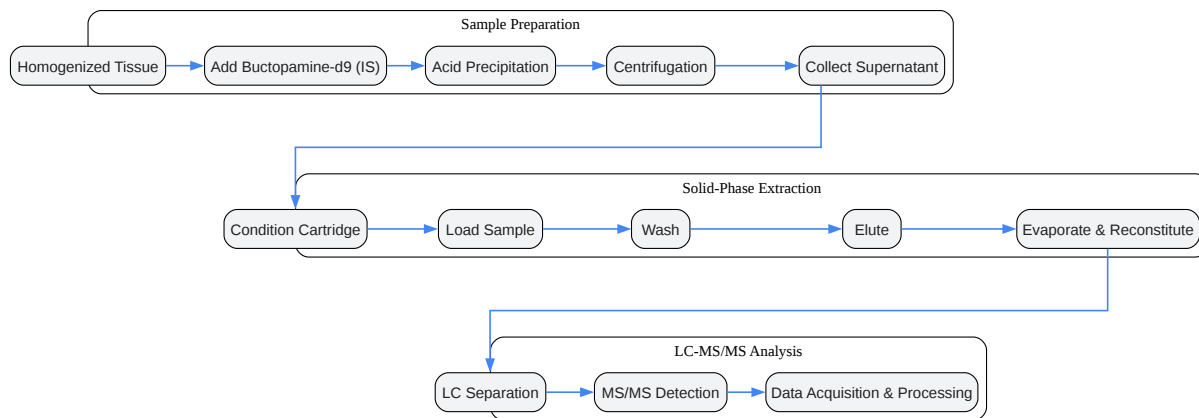 Sample Preparation
Homogenized Tissue
Add Buctopamine-d9 (IS)
Acid Precipitation
Centrifugation
Collect Supernatant
Solid-Phase Extraction
Condition Cartridge
Load Sample
Wash
Elute
Evaporate & Reconstitute
LC-MS/MS Analysis
LC Separation
MS/MS Detection
Data Acquisition & Processing